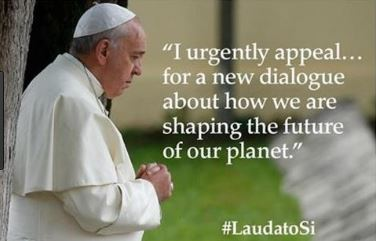 “I urgently appeal…
for a new dialogue
about how we are
shaping the future
of our planet.”
#LaudatoSi